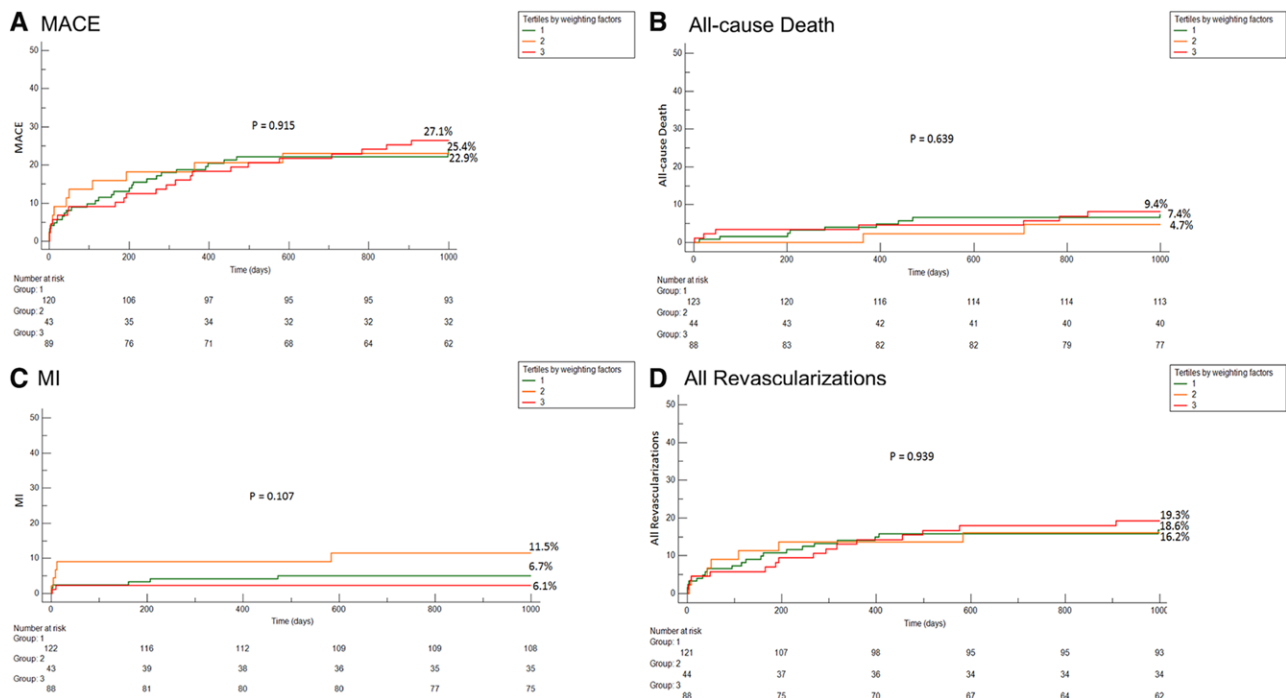 A MACE
Tertiles by weighting factors
1
2
3
50
40
30
20
10
0
MACE
P = 0.915
27.1%
25.4%
22.9%
0 200 400 600 800 1000
Time (days)
Number at risk
Group: 1
120 106 97 95 95 93
Group: 2
43 35 34 32 32 32
Group: 3
89 76 71 68 64 62
B All-cause Death
Tertiles by weighting factors
1
2
3
50
40
30
20
10
0
All-cause Death
P = 0.639
9.4%
7.4%
4.7%
0 200 400 600 800 1000
Time (days)
Number at risk
Group: 1
123 120 116 114 114 113
Group: 2
44 43 42 41 40 40
Group: 3
88 83 82 82 79 77
C MI
Tertiles by weighting factors
1
2
3
50
40
30
20
10
0
MI
P = 0.107
11.5%
6.7%
6.1%
0 200 400 600 800 1000
Time (days)
Number at risk
Group: 1
122 116 112 109 109 108
Group: 2
43 39 38 36 35 35
Group: 3
88 81 80 80 77 75
D All Revascularizations
Tertiles by weighting factors
1
2
3
50
40
30
20
10
0
All Revascularizations
P = 0.939
19.3%
18.6%
16.2%
0 200 400 600 800 1000
Time (days)
Number at risk
Group: 1
121 107 98 95 95 93
Group: 2
44 37 36 34 34 34
Group: 3
88 75 70 67 64 62